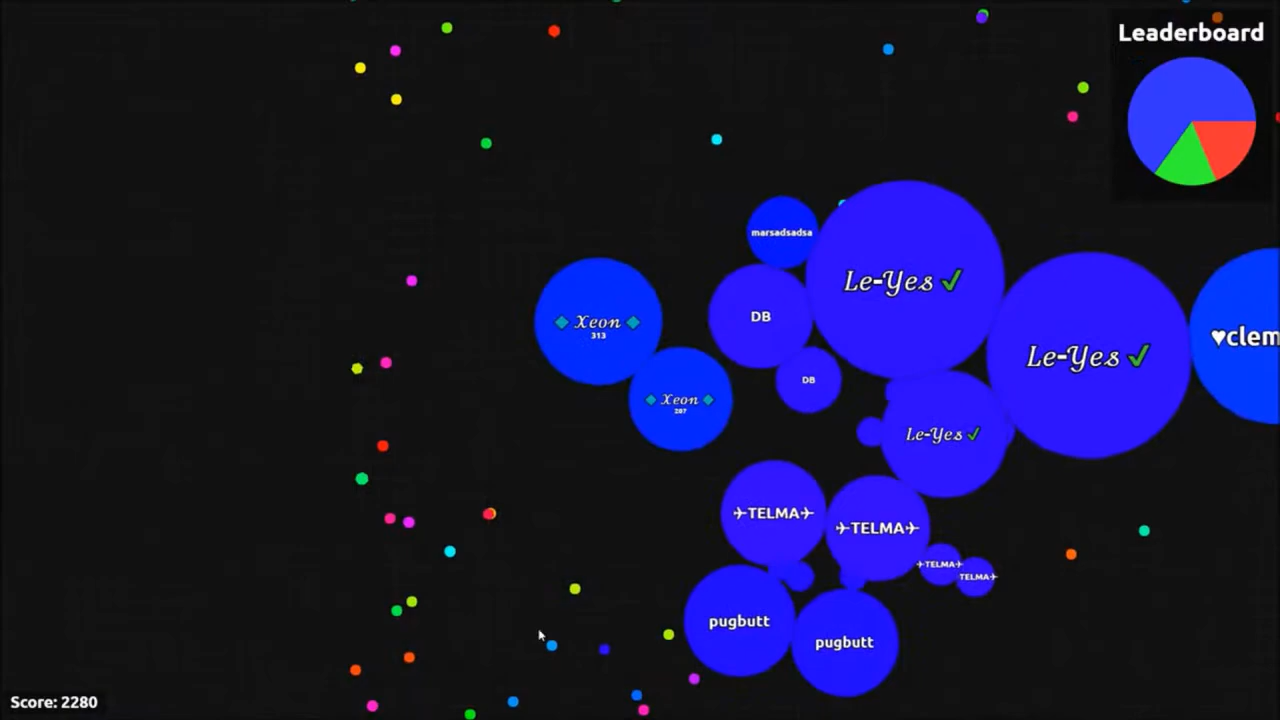 Leaderboard
marsadsadsa
Le-Yes ✓
DB
🔹 Xeon 🔹
313
♥clem
Le-Yes ✓
DB
🔹 Xeon 🔹
207
Le-Yes ✓
✈TELMA✈
✈TELMA✈
✈TELMA✈
TELMA✈
pugbutt
pugbutt
Score: 2280